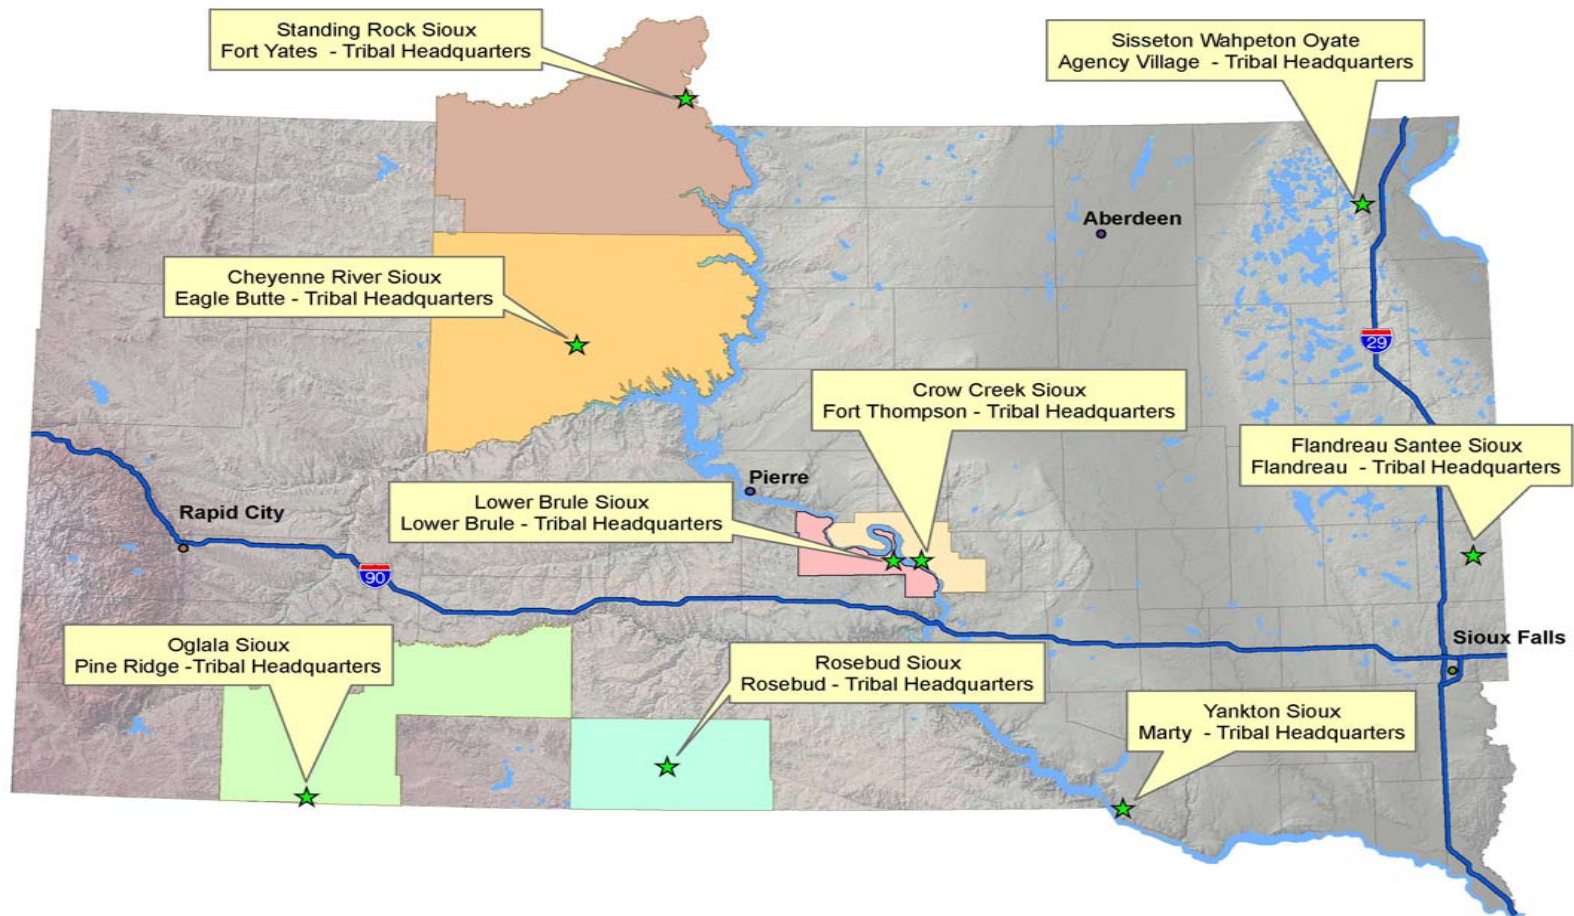 Standing Rock Sioux
Fort Yates - Tribal Headquarters
Sisseton Wahpeton Oyate
Agency Village - Tribal Headquarters
Aberdeen
Cheyenne River Sioux
Eagle Butte - Tribal Headquarters
29
Crow Creek Sioux
Fort Thompson - Tribal Headquarters
Flandreau Santee Sioux
Flandreau - Tribal Headquarters
Pierre
Lower Brule Sioux
Lower Brule - Tribal Headquarters
Rapid City
90
Oglala Sioux
Pine Ridge -Tribal Headquarters
Rosebud Sioux
Rosebud - Tribal Headquarters
Sioux Falls
Yankton Sioux
Marty - Tribal Headquarters